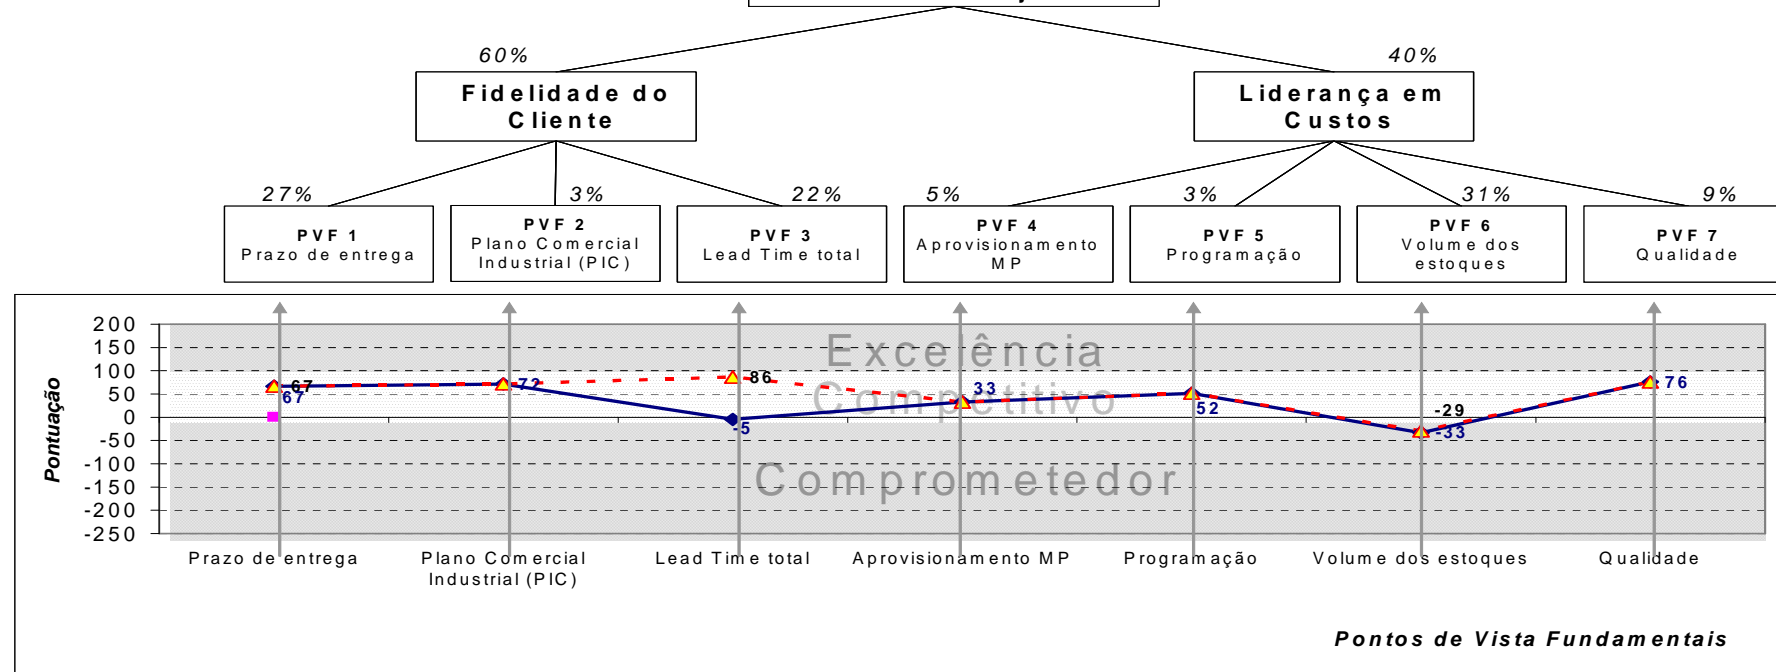 60%
40%
Fidelidade do
Cliente
Liderança em
Custos
27%
3%
22%
5%
3%
31%
9%
PVF 1
Prazo de entrega
PVF 2
Plano Comercial
Industrial (PIC)
PVF 3
Lead Time total
PVF 4
Aprovisionamento
MP
PVF 5
Programação
PVF 6
Volume dos
estoques
PVF 7
Qualidade
Pontuação
200
150
100
50
0
-50
-100
-150
-200
-250
Excelência
Competitivo
Comprometedor
67
67
72
86
-5
33
52
-29
-33
76
Prazo de entrega
Plano Comercial
Industrial (PIC)
Lead Time total
Aprovisionamento MP
Programação
Volume dos estoques
Qualidade
Pontos de Vista Fundamentais